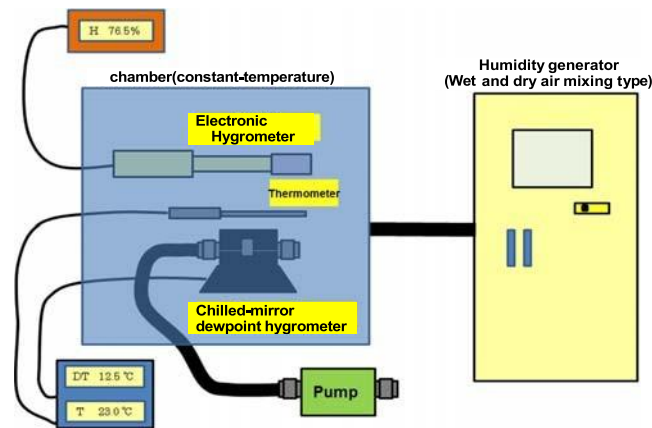 H 76.5%
chamber(constant-temperature)
Humidity generator
(Wet and dry air mixing type)
Electronic
Hygrometer
Thermometer
Chilled-mirror
dewpoint hygrometer
DT 12.5℃
T 23.0℃
Pump